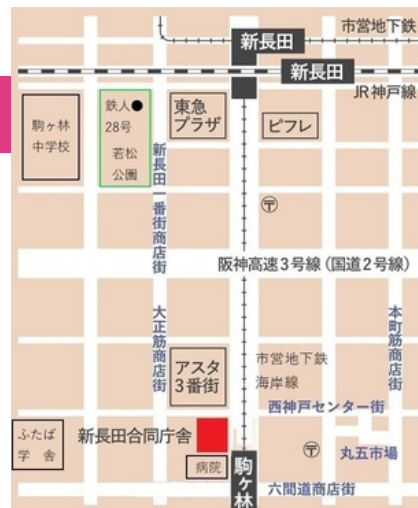 市営地下鉄
新長田
新長田
JR神戸線
駒ヶ林
中学校
鉄人
28号
若松
公園
東急
プラザ
ピフレ
新長田一番街商店街
〒
阪神高速3号線(国道2号線)
大正筋商店街
本町筋商店街
アスタ
3番街
市営地下鉄
海岸線
西神戸センター街
ふたば
学舎
新長田合同庁舎
病院
駒ヶ林
〒
丸五市場
六間道商店街